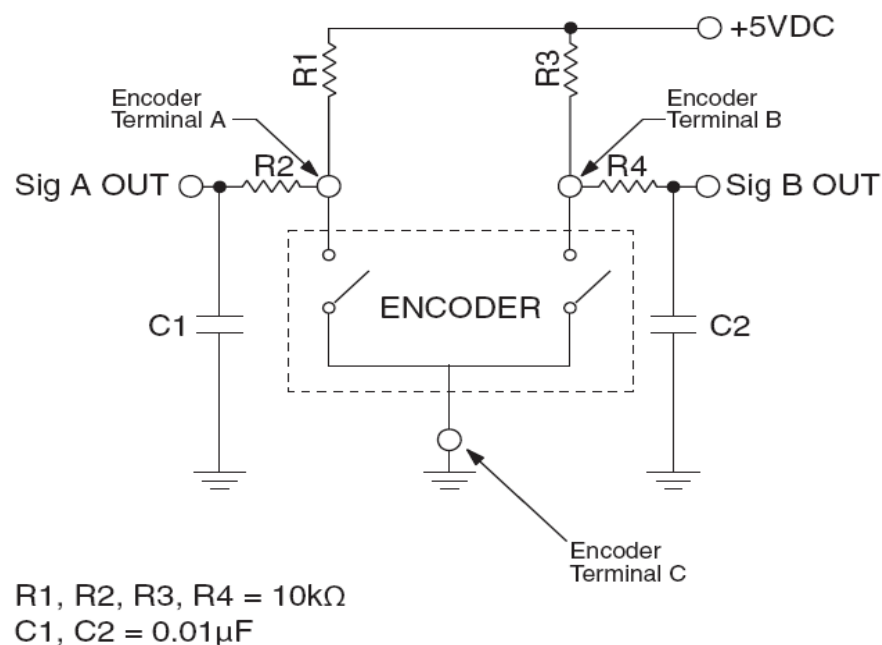 +5VDC
R1
R3
Encoder
Terminal A
Encoder
Terminal B
R2
R4
Sig A OUT
Sig B OUT
ENCODER
C1
C2
Encoder
Terminal C
R1, R2, R3, R4 = 10kΩ
C1, C2 = 0.01µF